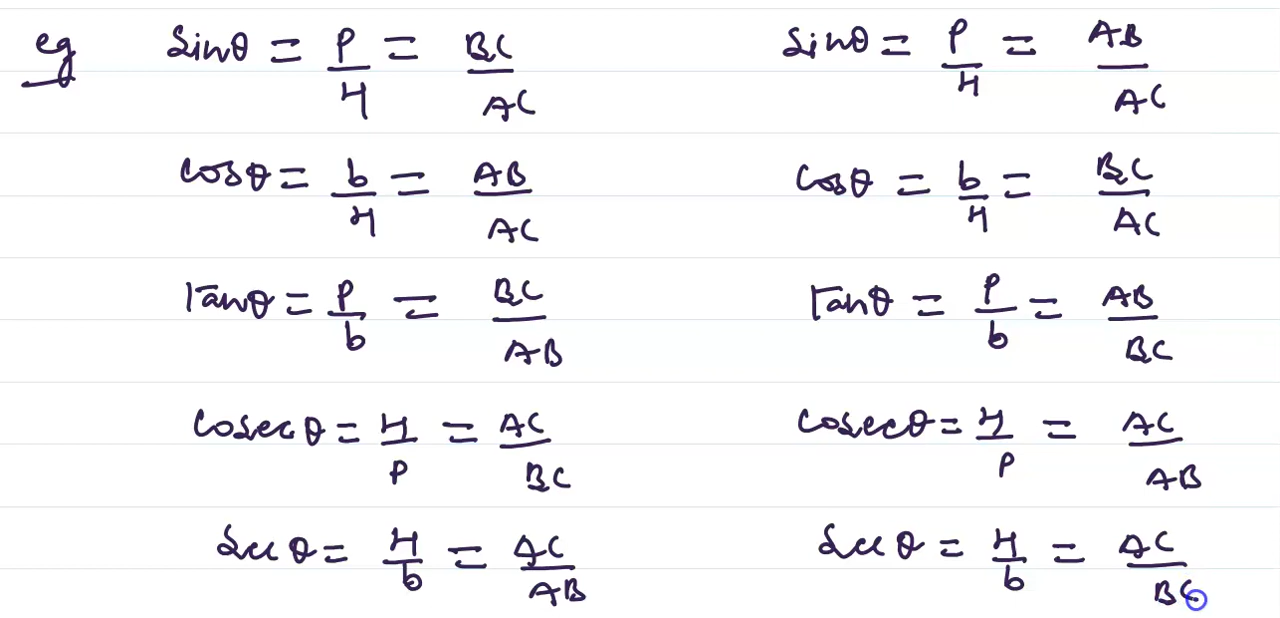 eg Sinθ = P/H = BC/AC Sinθ = P/H = AB/AC
Cosθ = b/H = AB/AC Cosθ = b/H = BC/AC
Tanθ = P/b = BC/AB Tanθ = P/b = AB/BC
Cosecθ = H/P = AC/BC Cosecθ = H/P = AC/AB
Secθ = H/b = AC/AB Secθ = H/b = AC/BC